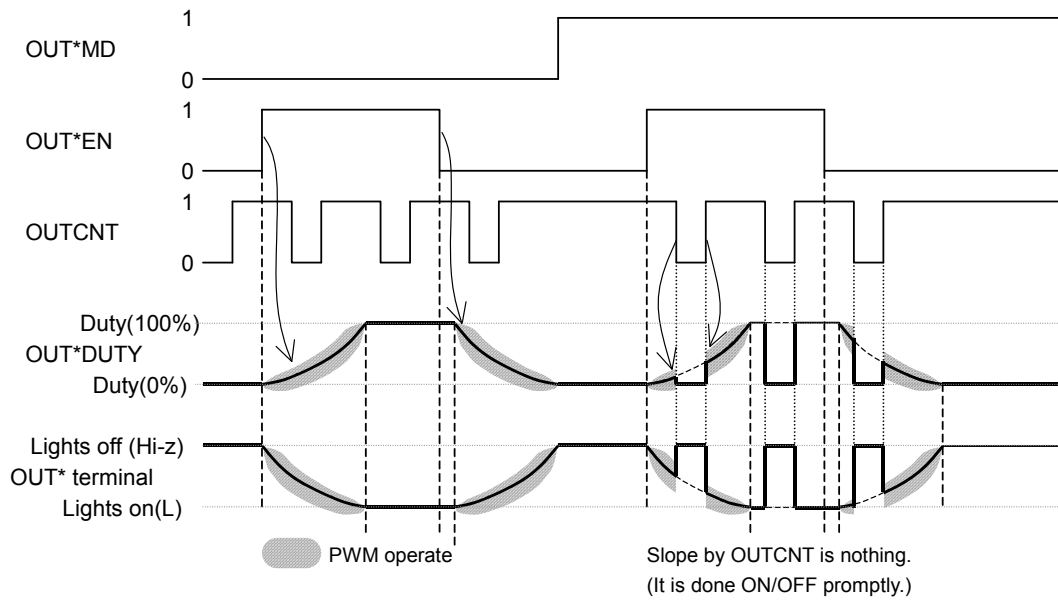 1
OUT*MD
0
1
OUT*EN
0
1
OUTCNT
0
Duty(100%)
OUT*DUTY
Duty(0%)
Lights off (Hi-z)
OUT* terminal
Lights on(L)
PWM operate
Slope by OUTCNT is nothing.
(It is done ON/OFF promptly.)